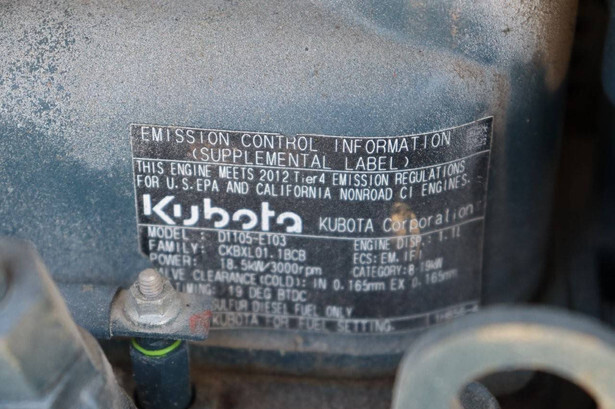 EMISSION CONTROL INFORMATION
(SUPPLEMENTAL LABEL)
THIS ENGINE MEETS 2012 Tier4 EMISSION REGULATIONS
FOR U.S.EPA AND CALIFORNIA NONROAD CI ENGINES.
Kubota KUBOTA Corporation
MODEL : D1105-ET03 ENGINE DISP.: 1.1L
FAMILY: CKBXL01.1BCB ECS:EM, IFI
POWER: 18.5kW/3000rpm CATEGORY:8-19kW
VALVE CLEARANCE(COLD): IN 0.165mm EX 0.165mm
TIMING: 19 DEG BTDC
SULFUR DIESEL FUEL ONLY
KUBOTA FOR FUEL SETTING.